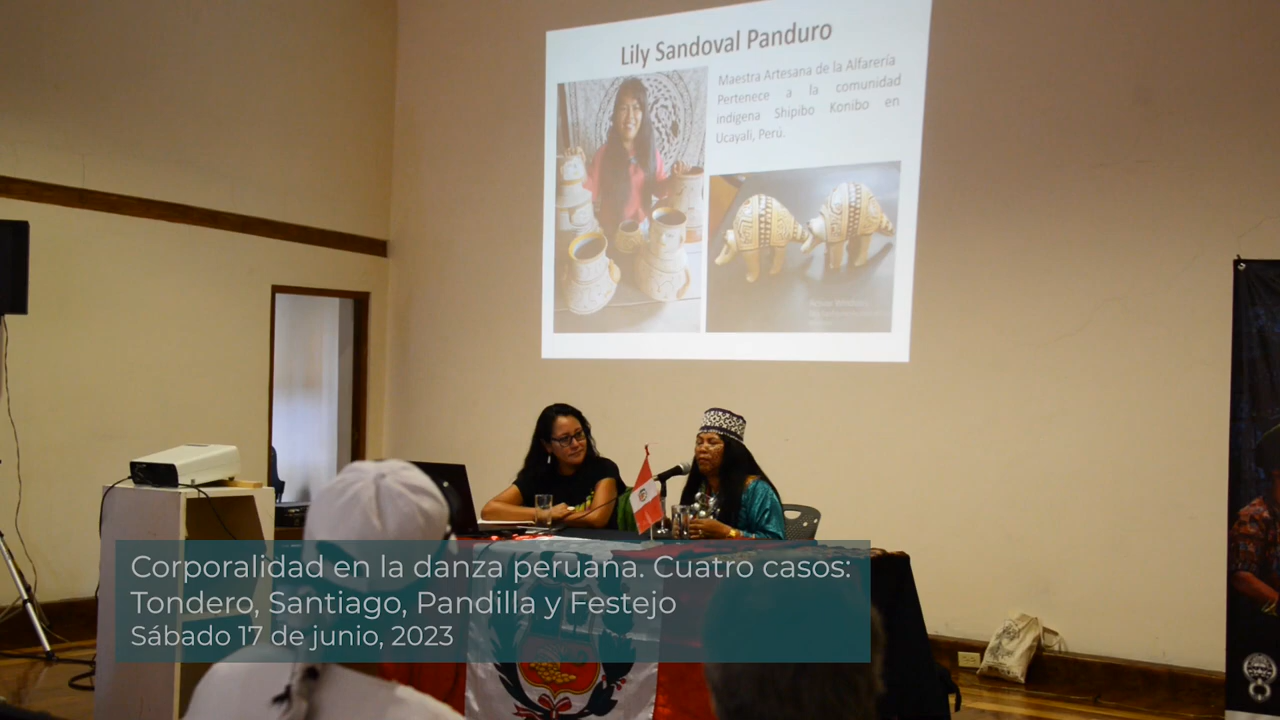 Lily Sandoval Panduro
Maestra Artesana de la Alfarería
Pertenece a la comunidad
indigena Shipibo Konibo en
Ucayali, Perú.
Corporalidad en la danza peruana. Cuatro casos:
Tondero, Santiago, Pandilla y Festejo
Sábado 17 de junio, 2023